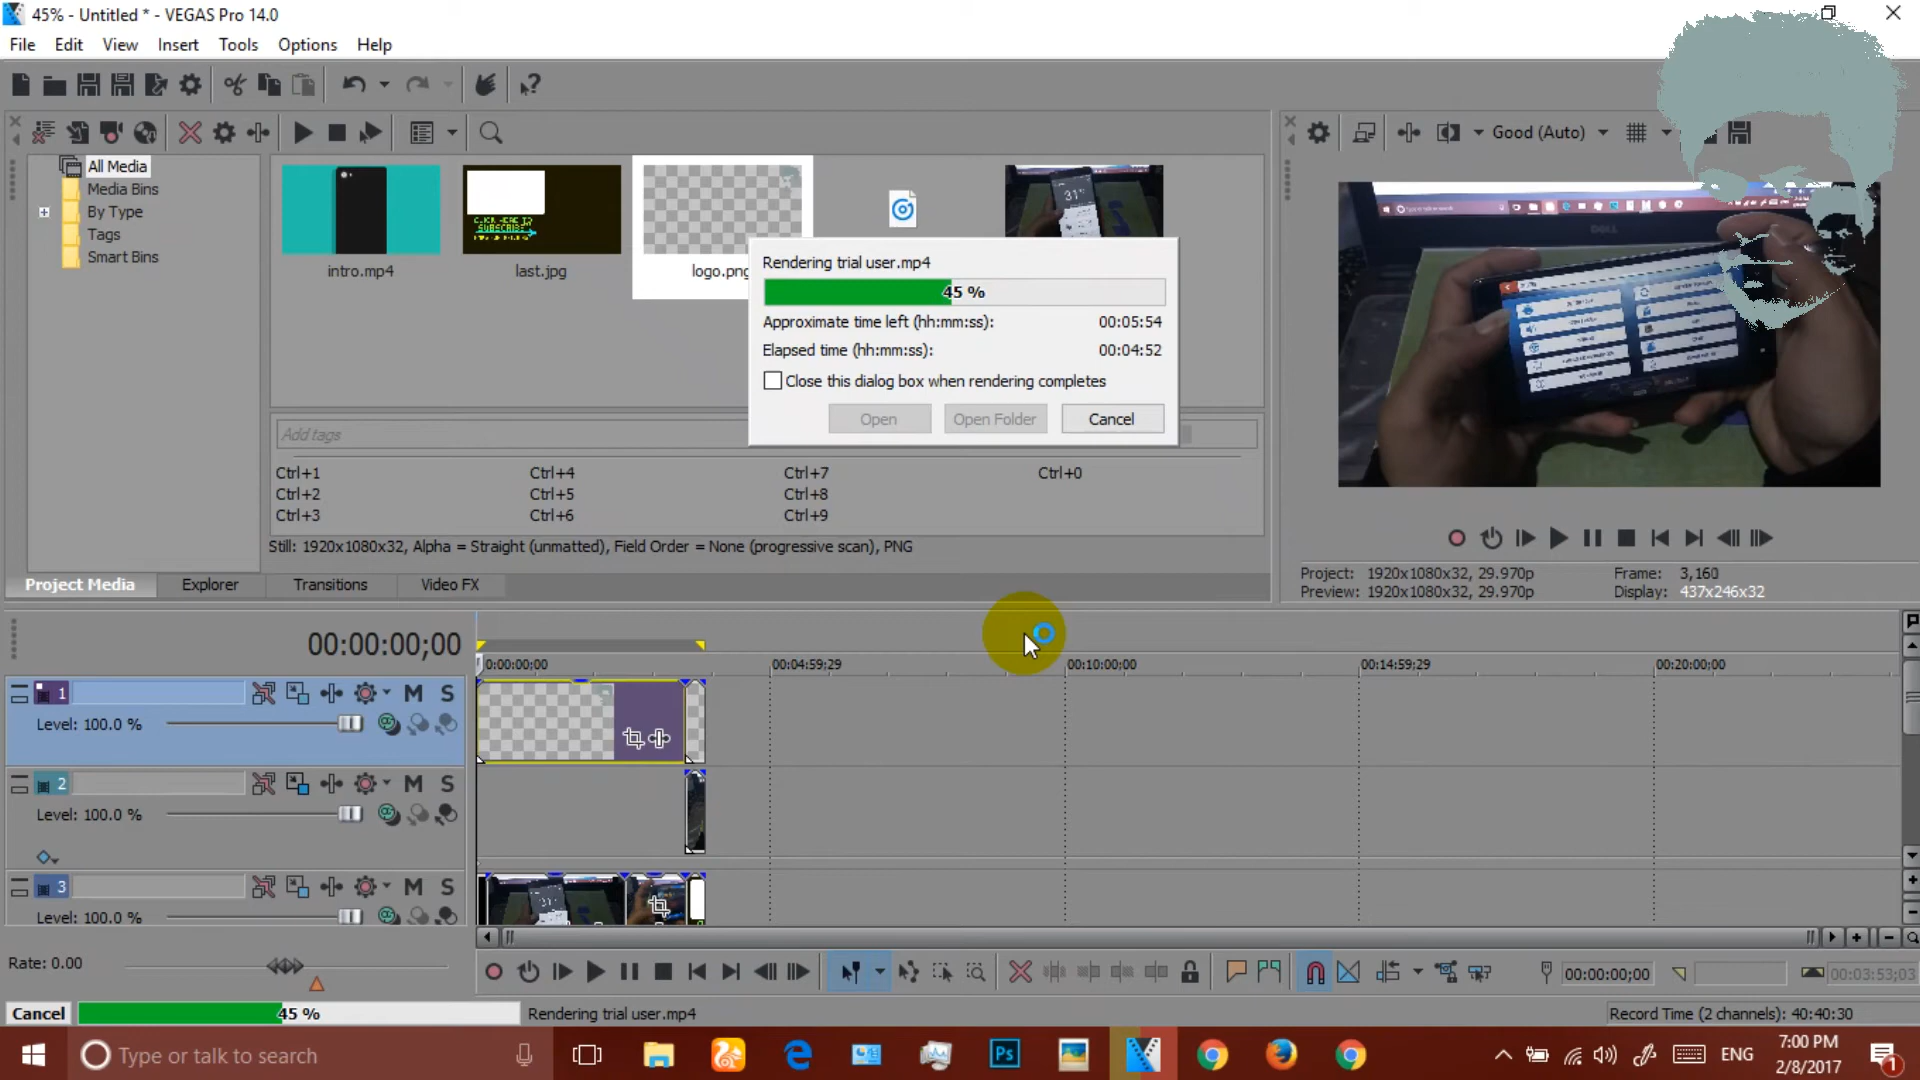 45% - Untitled * - VEGAS Pro 14.0
File Edit View Insert Tools Options Help
Good (Auto)
All Media
Media Bins
By Type
Tags
Smart Bins
CLICK HERE TO
SUBSCRIBE
31°
intro.mp4 last.jpg logo.png
Rendering trial user.mp4
45 %
Approximate time left (hh:mm:ss): 00:05:54
Elapsed time (hh:mm:ss): 00:04:52
Close this dialog box when rendering completes
Open Open Folder Cancel
Add tags
Ctrl+1 Ctrl+4 Ctrl+7 Ctrl+0
Ctrl+2 Ctrl+5 Ctrl+8
Ctrl+3 Ctrl+6 Ctrl+9
Still: 1920x1080x32, Alpha = Straight (unmatted), Field Order = None (progressive scan), PNG
Project Media Explorer Transitions Video FX
DELL
Project: 1920x1080x32, 29.970p Frame: 3,160
Preview: 1920x1080x32, 29.970p Display: 437x246x32
00:00:00;00
0:00:00:00 00:04:59;29 00:10:00;00 00:14:59;29 00:20:00;00
1 M S
Level: 100.0 %
2 M S
Level: 100.0 %
3 M S
Level: 100.0 %
31°
Rate: 0.00
00:00:00;00 00:03:53;03
Cancel 45 % Rendering trial user.mp4 Record Time (2 channels): 40:40:30
Type or talk to search
Ps
ENG
7:00 PM
2/8/2017
1